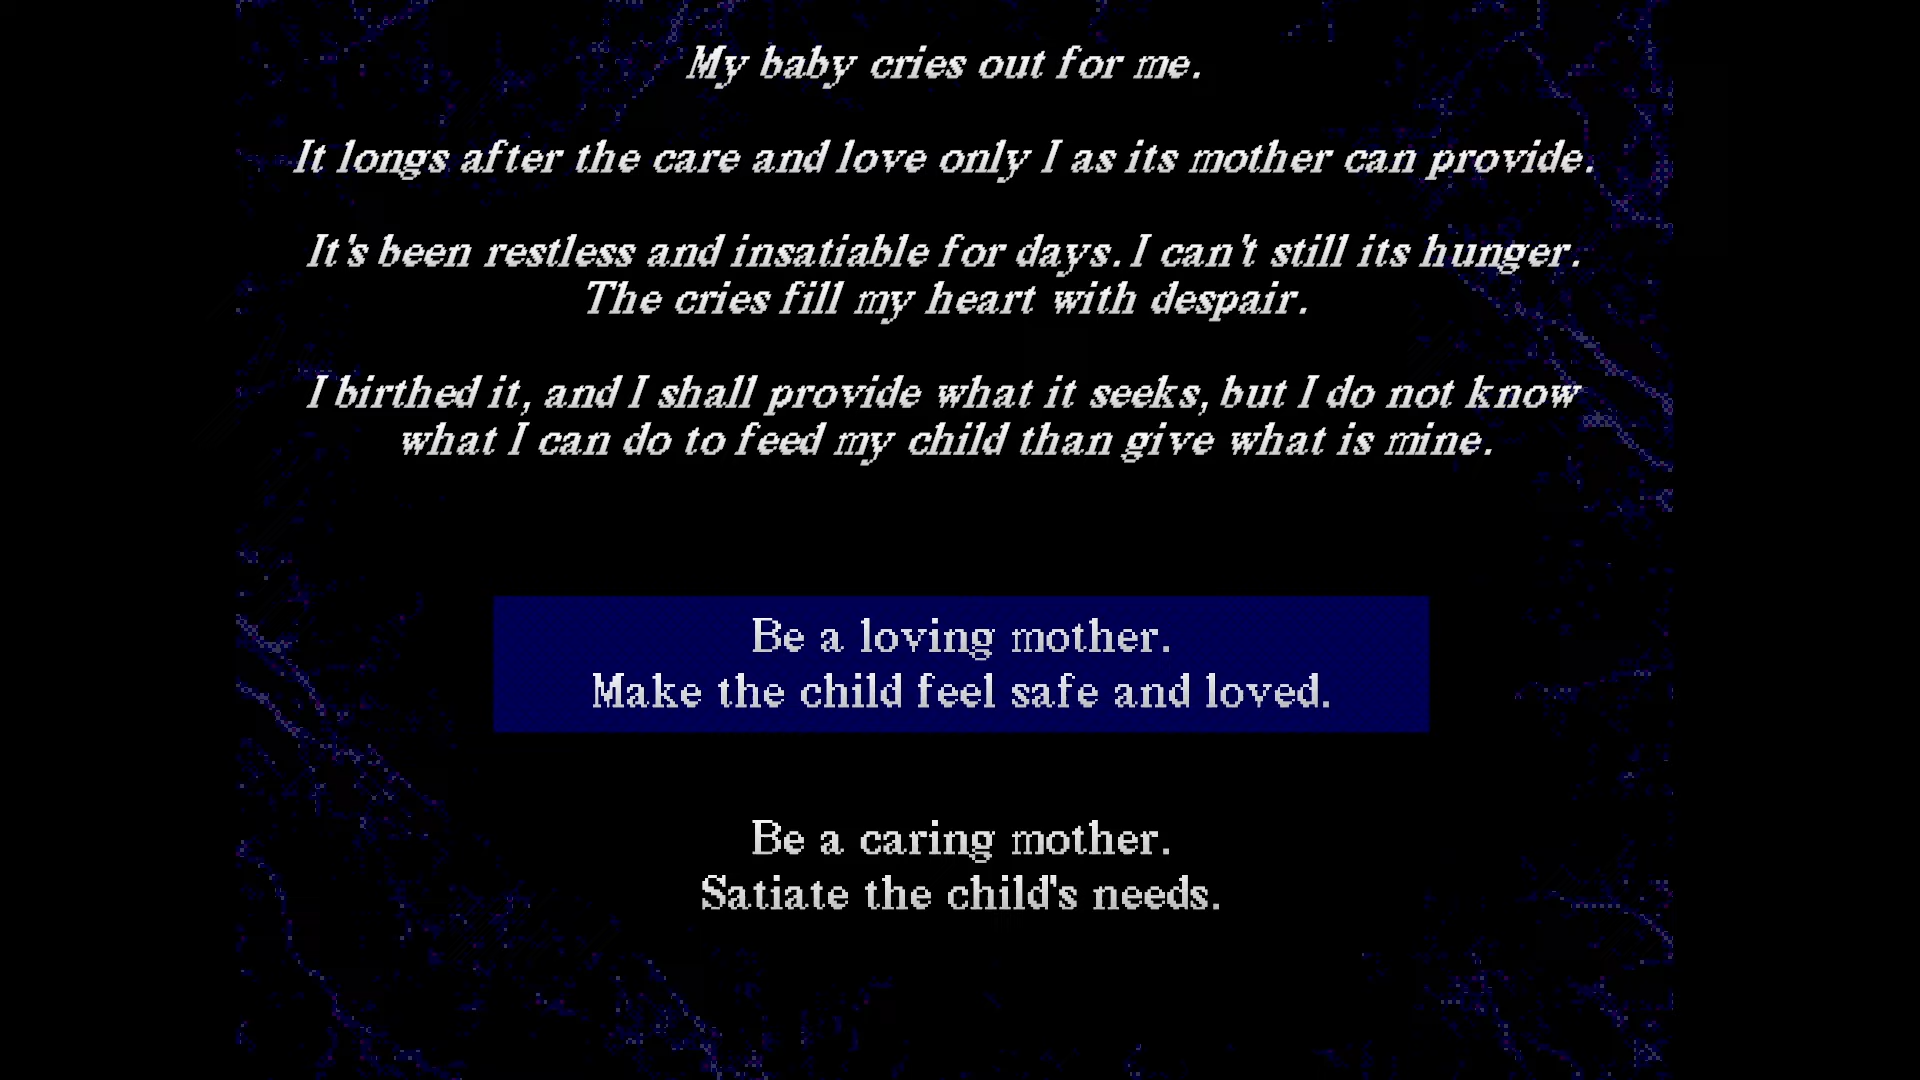 My baby cries out for me.
It longs after the care and love only I as its mother can provide.
It's been restless and insatiable for days. I can't still its hunger.
The cries fill my heart with despair.
I birthed it, and I shall provide what it seeks, but I do not know
what I can do to feed my child than give what is mine.
Be a loving mother.
Make the child feel safe and loved.
Be a caring mother.
Satiate the child's needs.